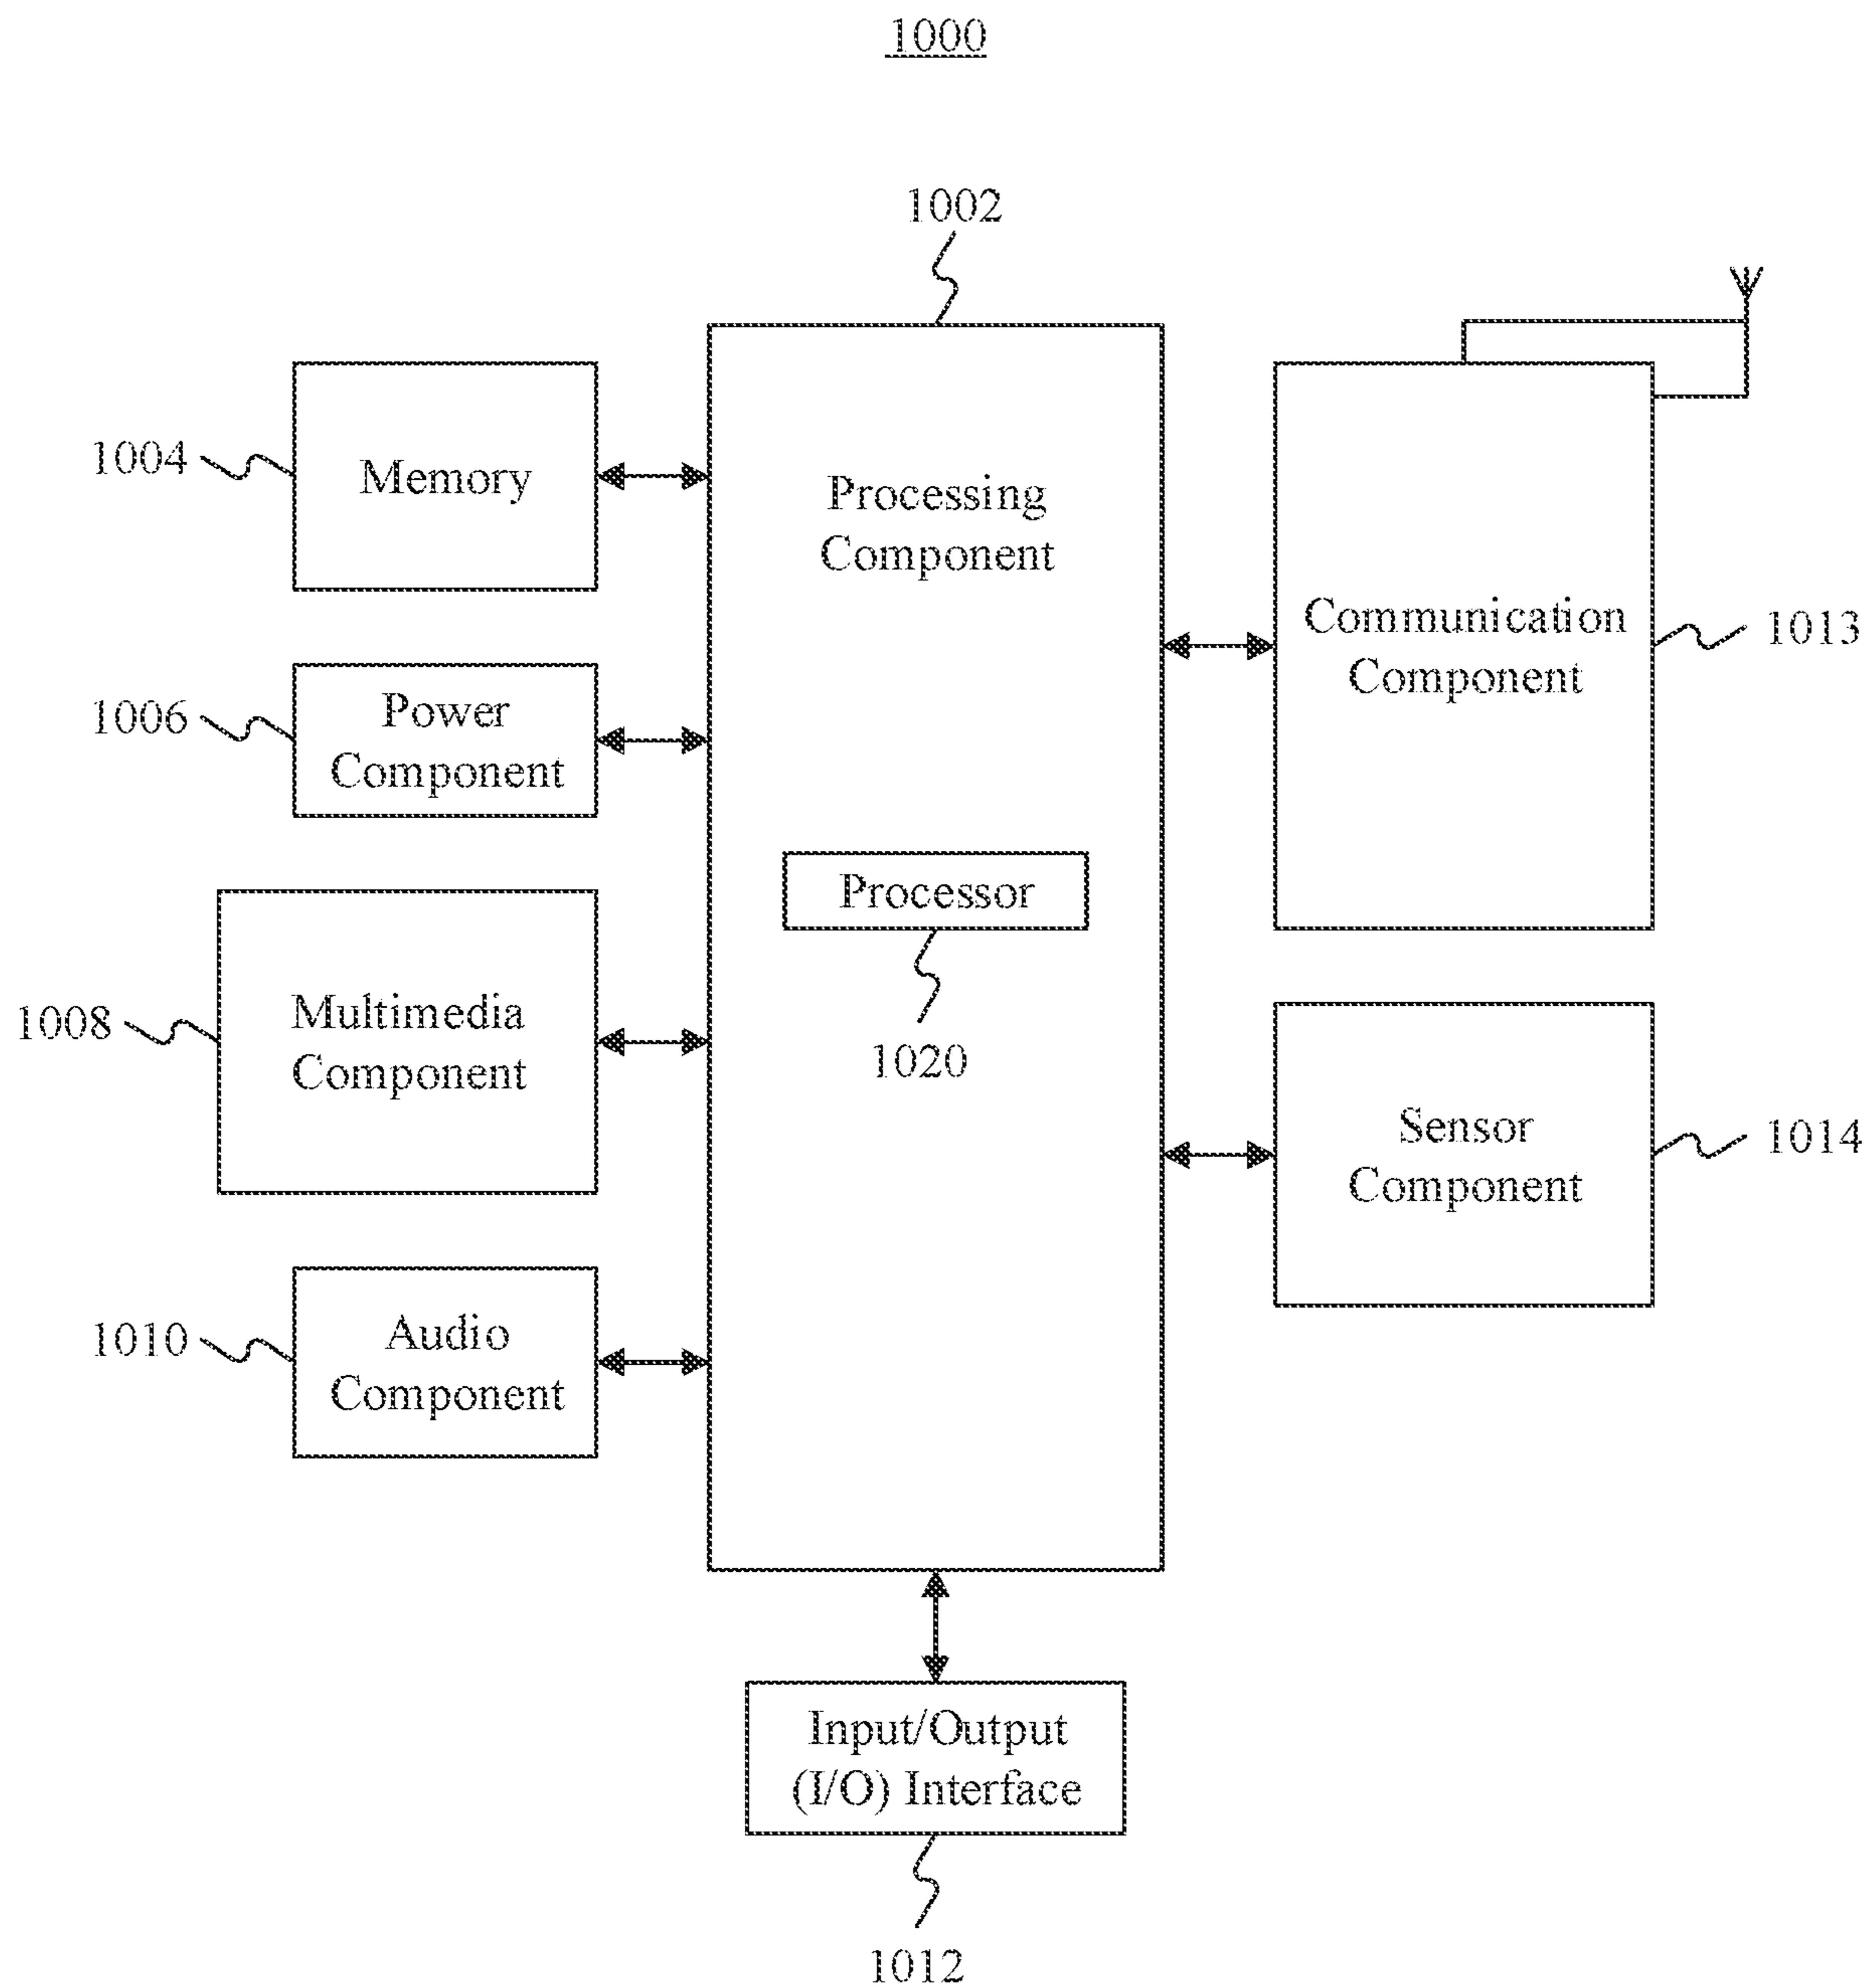 1000
1002
1004
Memory
Processing
Component
Communication
Component
1013
1006
Power
Component
Processor
1020
1008
Multimedia
Component
Sensor
Component
1014
1010
Audio
Component
Input/Output
(I/O) Interface
1012